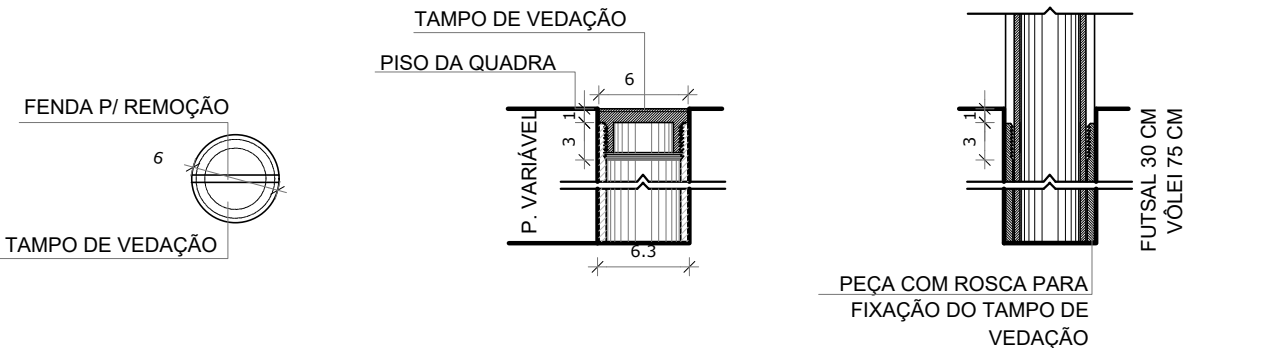 FENDA P/ REMOÇÃO
6
TAMPO DE VEDAÇÃO
TAMPO DE VEDAÇÃO
PISO DA QUADRA
6
1
3
P. VARIÁVEL
6.3
1
3
FUTSAL 30 CM
VÔLEI 75 CM
PEÇA COM ROSCA PARA
FIXAÇÃO DO TAMPO DE
VEDAÇÃO